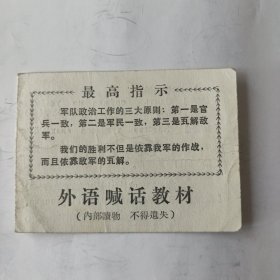 最高指示
军队政治工作的三大原则：第一是官
兵一致，第二是军民一致，第三是瓦解敌
军。
我们的胜利不但是依靠我军的作战，
而且依靠敌军的瓦解。
外语喊话教材
（内部读物 不得遗失）